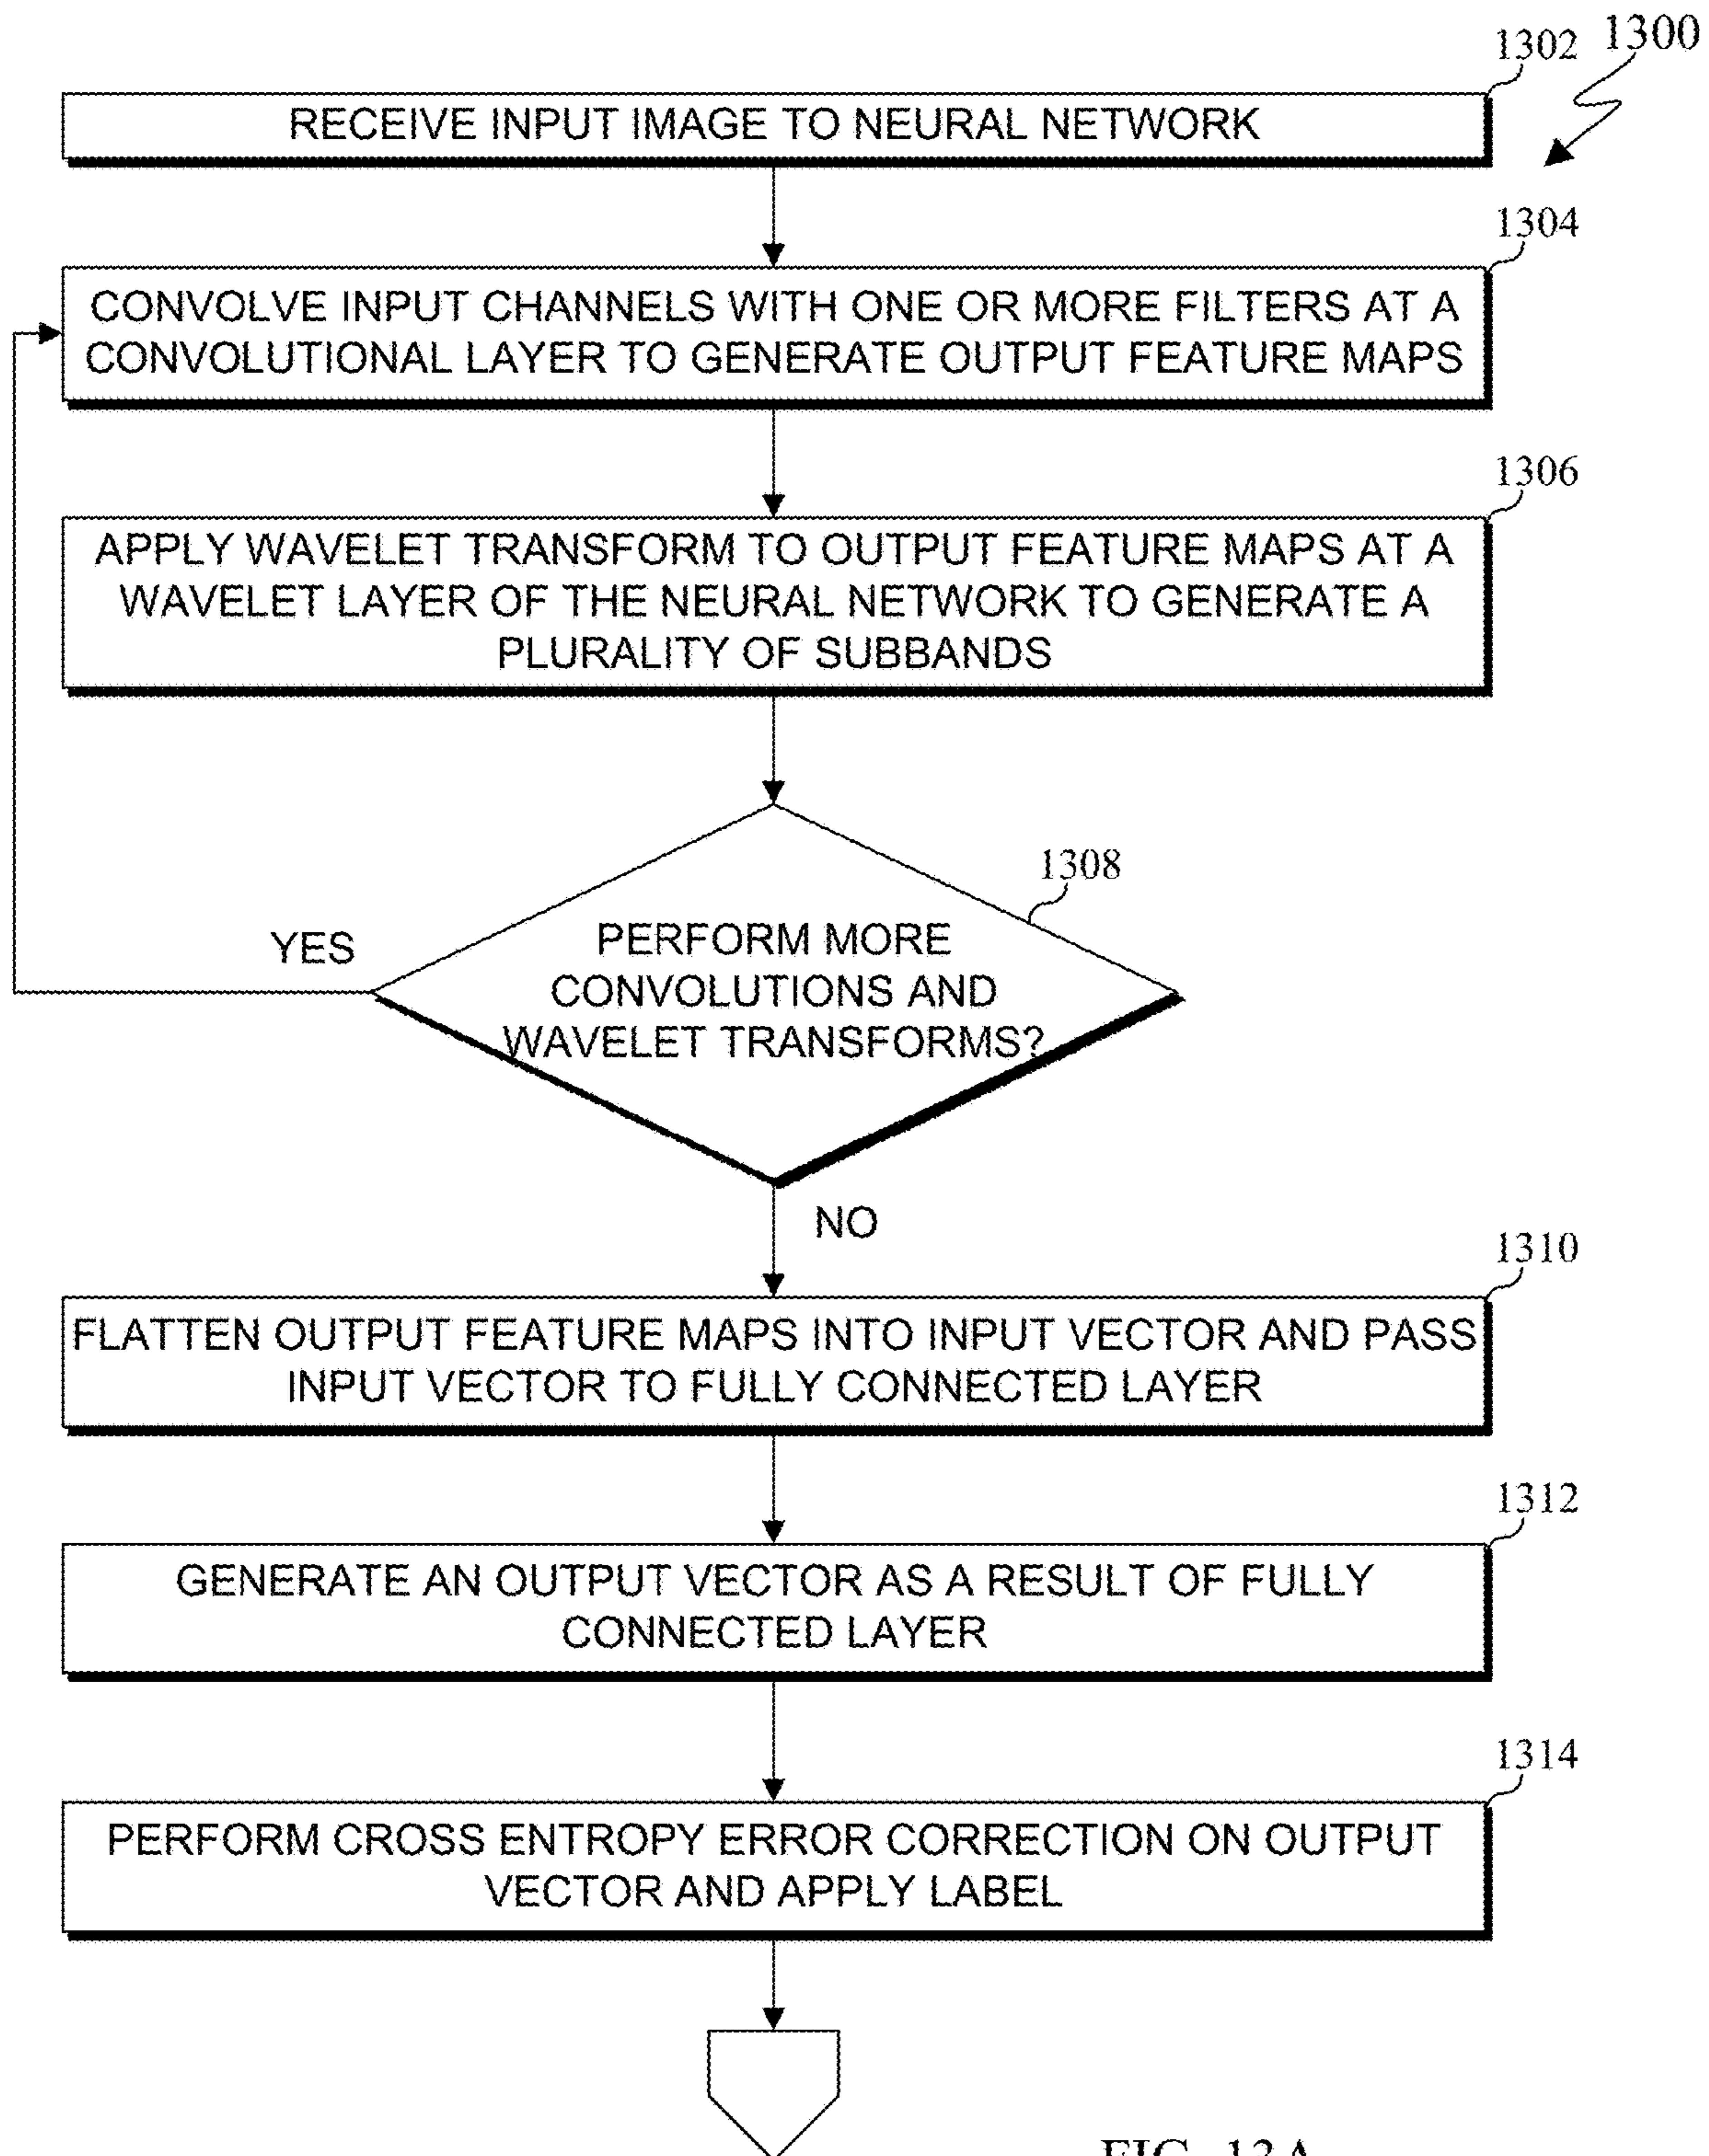 1302
1300
RECEIVE INPUT IMAGE TO NEURAL NETWORK
1304
CONVOLVE INPUT CHANNELS WITH ONE OR MORE FILTERS AT A
CONVOLUTIONAL LAYER TO GENERATE OUTPUT FEATURE MAPS
1306
APPLY WAVELET TRANSFORM TO OUTPUT FEATURE MAPS AT A
WAVELET LAYER OF THE NEURAL NETWORK TO GENERATE A
PLURALITY OF SUBBANDS
1308
YES
PERFORM MORE
CONVOLUTIONS AND
WAVELET TRANSFORMS?
NO
1310
FLATTEN OUTPUT FEATURE MAPS INTO INPUT VECTOR AND PASS
INPUT VECTOR TO FULLY CONNECTED LAYER
1312
GENERATE AN OUTPUT VECTOR AS A RESULT OF FULLY
CONNECTED LAYER
1314
PERFORM CROSS ENTROPY ERROR CORRECTION ON OUTPUT
VECTOR AND APPLY LABEL
FIG. 13A